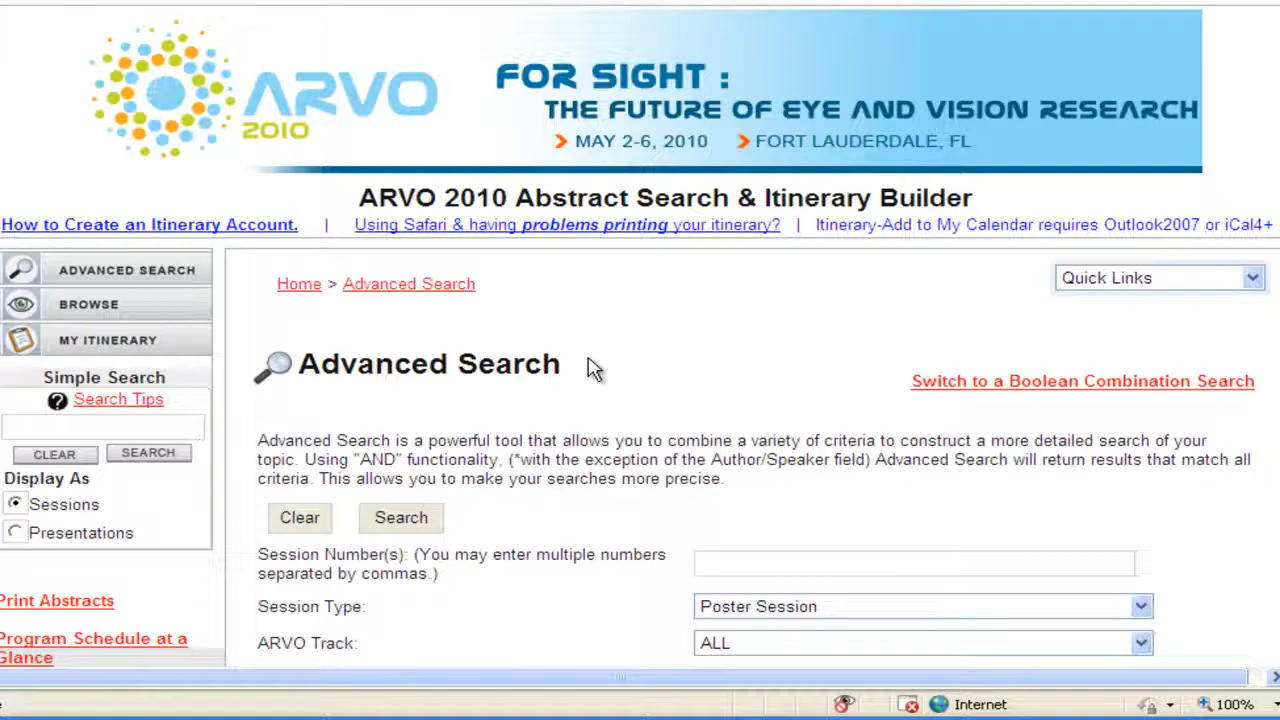 ARVO
2010
FOR SIGHT :
THE FUTURE OF EYE AND VISION RESEARCH
MAY 2-6, 2010 FORT LAUDERDALE, FL
ARVO 2010 Abstract Search & Itinerary Builder
How to Create an Itinerary Account. | Using Safari & having problems printing your itinerary? | Itinerary-Add to My Calendar requires Outlook2007 or iCal4+
ADVANCED SEARCH
BROWSE
MY ITINERARY
Simple Search
? Search Tips
CLEAR SEARCH
Display As
Sessions
Presentations
Print Abstracts
Program Schedule at a
Glance
Home > Advanced Search
Quick Links
Advanced Search
Switch to a Boolean Combination Search
Advanced Search is a powerful tool that allows you to combine a variety of criteria to construct a more detailed search of your
topic. Using "AND" functionality, (*with the exception of the Author/Speaker field) Advanced Search will return results that match all
criteria. This allows you to make your searches more precise.
Clear Search
Session Number(s): (You may enter multiple numbers
separated by commas.)
Session Type: Poster Session
ARVO Track: ALL
Internet 100%